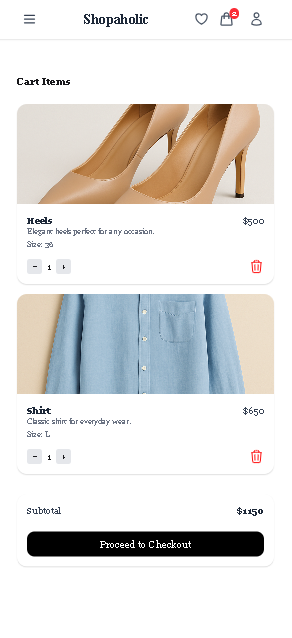 Shopaholic
2
Cart Items
Heels
$500
Elegant heels perfect for any occasion.
Size: 36
- 1 +
Shirt
$650
Classic shirt for everyday wear.
Size: L
- 1 +
Subtotal
$1150
Proceed to Checkout